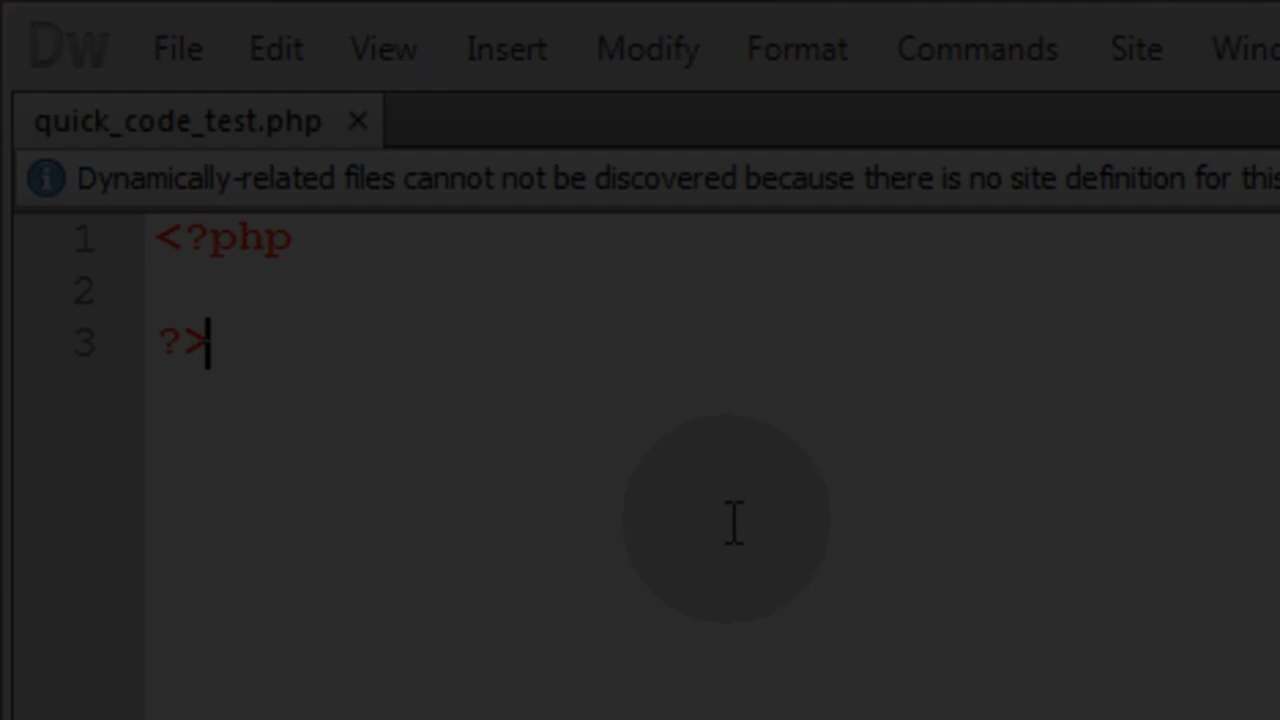 Dw File Edit View Insert Modify Format Commands Site Wind
quick_code_test.php ×
Dynamically-related files cannot not be discovered because there is no site definition for this
1 <?php
2
3 ?>